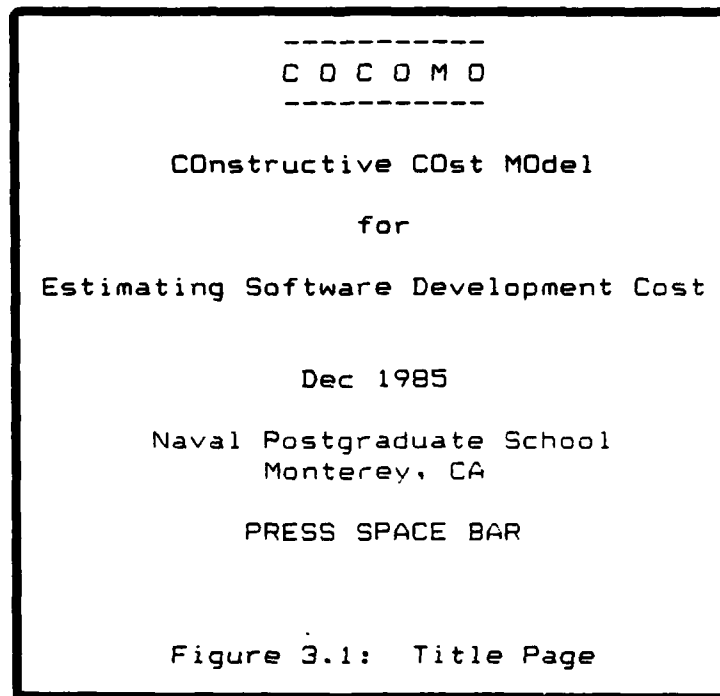 -----------
C O C O M O
-----------
COnstructive COst MOdel
for
Estimating Software Development Cost
Dec 1985
Naval Postgraduate School
Monterey, CA
PRESS SPACE BAR
Figure 3.1: Title Page